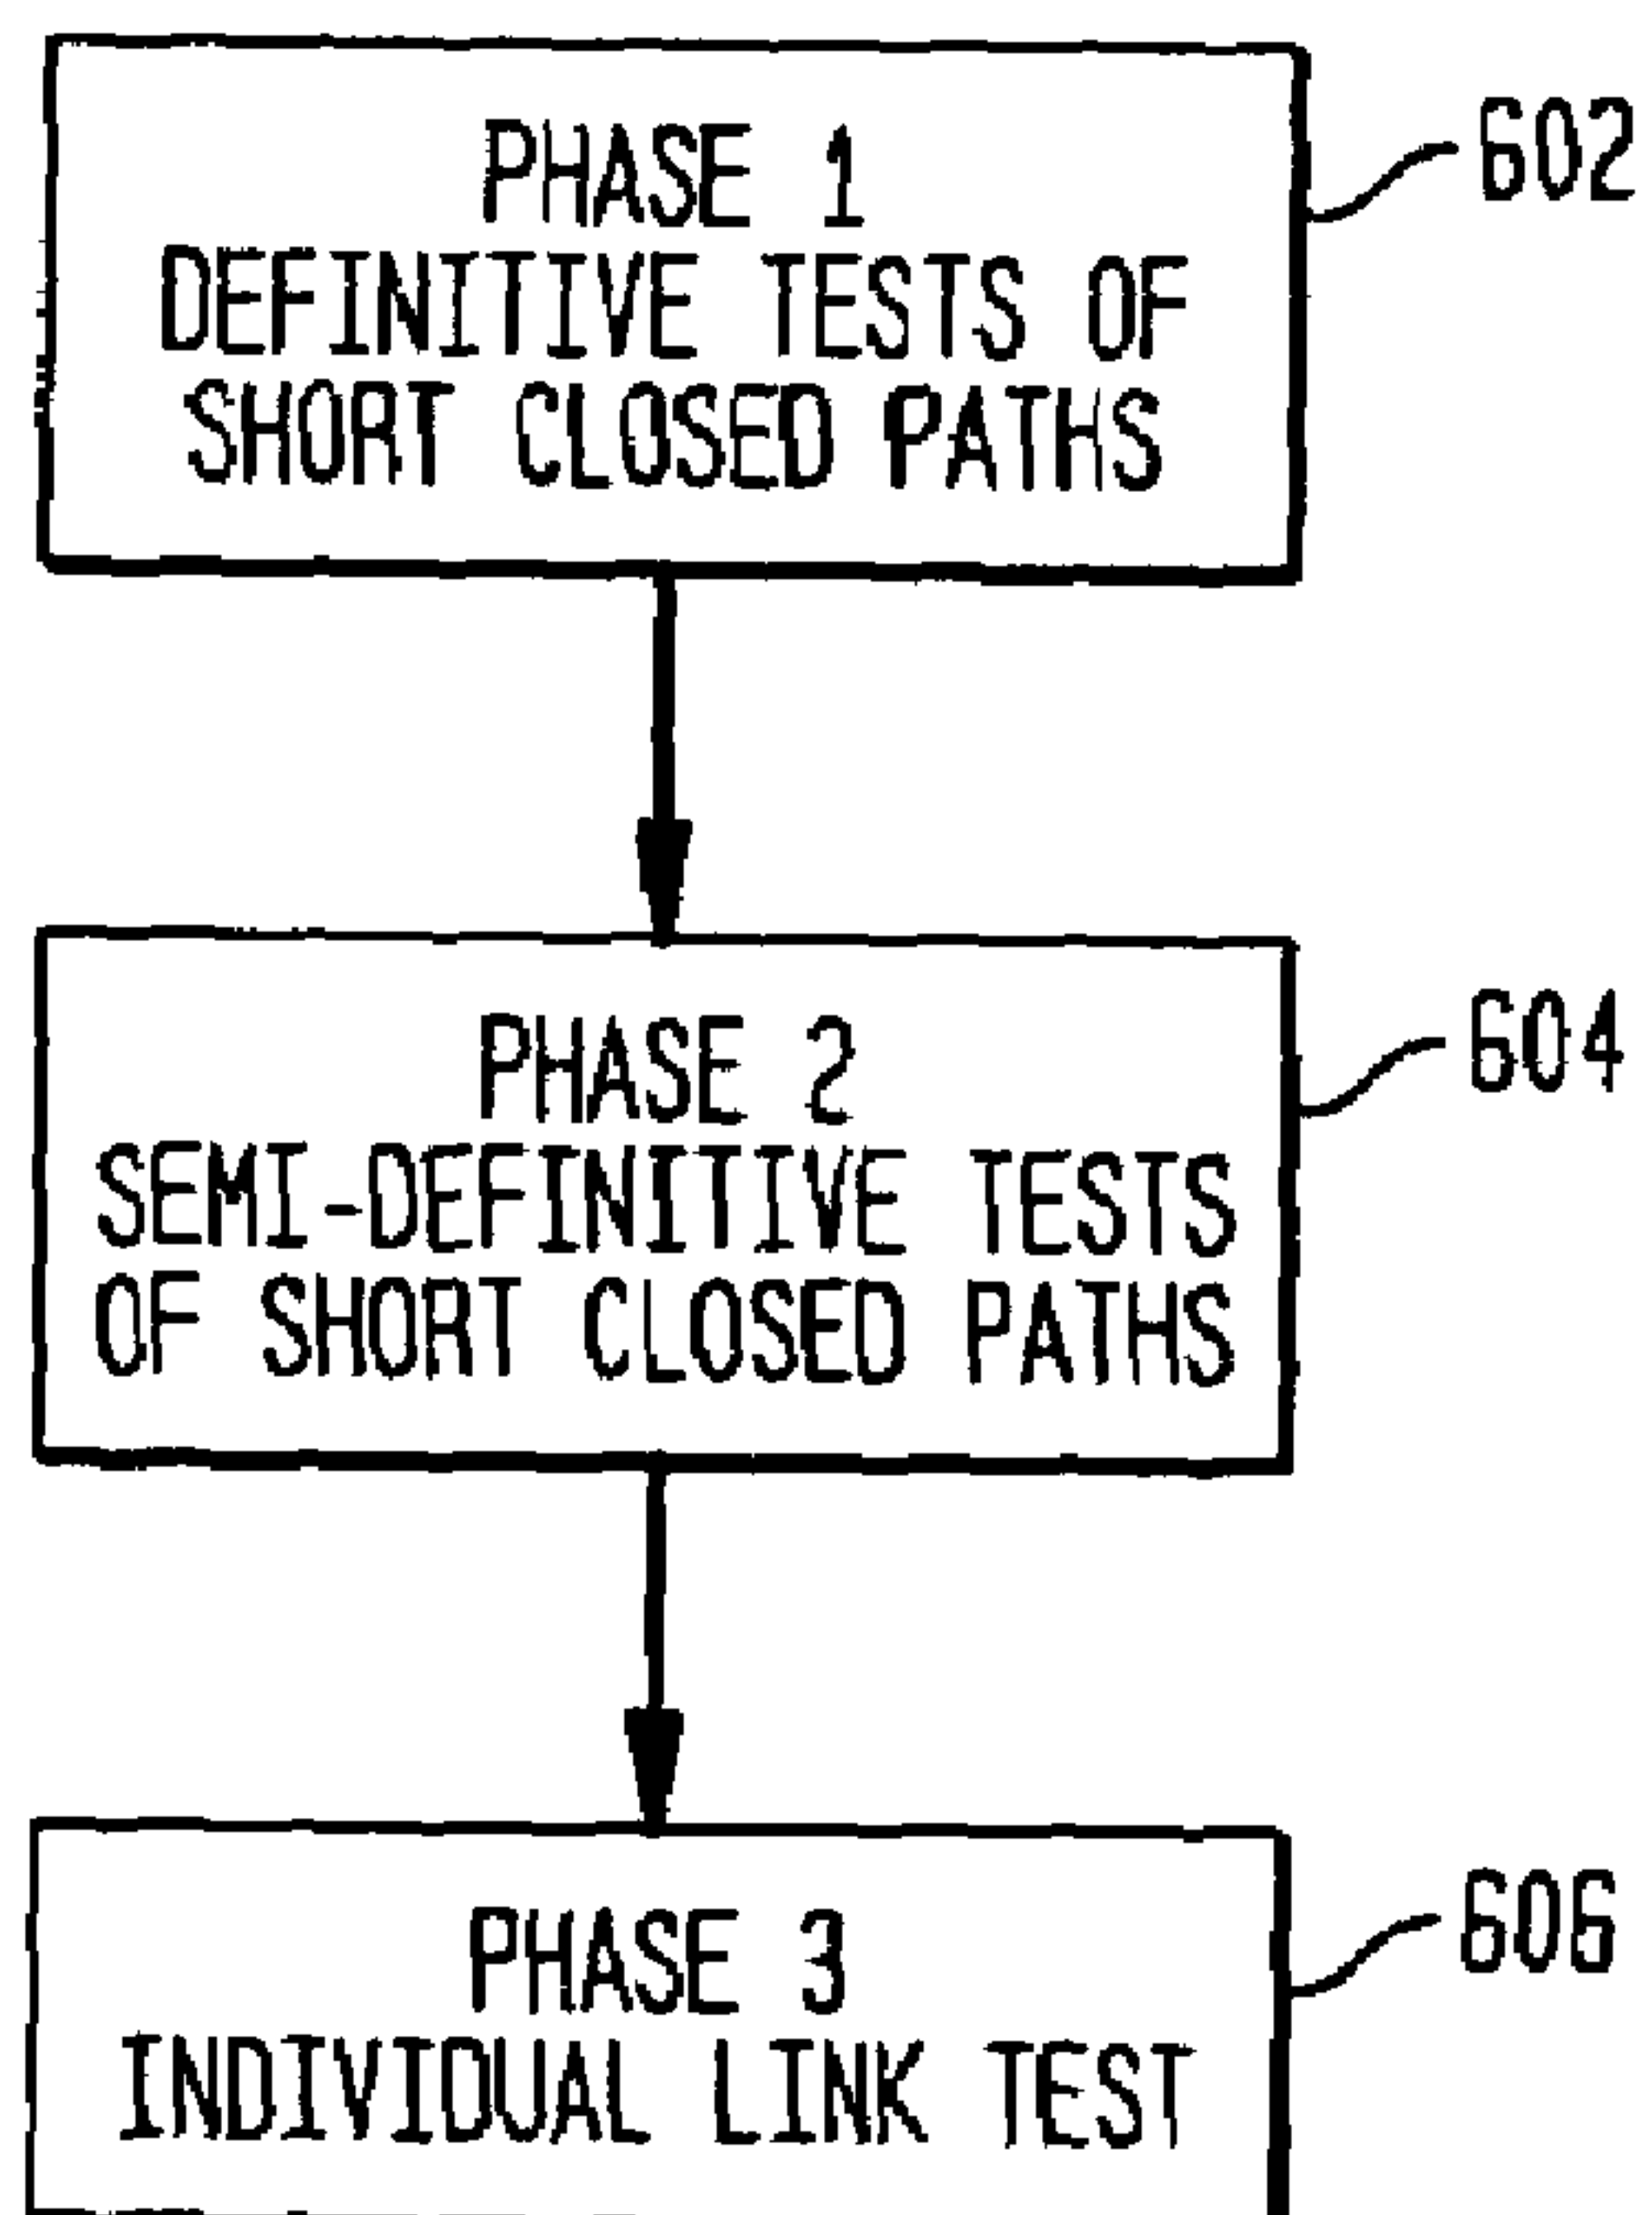 PHASE 1
DEFINITIVE TESTS OF
SHORT CLOSED PATHS
602
PHASE 2
SEMI-DEFINITIVE TESTS
OF SHORT CLOSED PATHS
604
PHASE 3
INDIVIDUAL LINK TEST
606